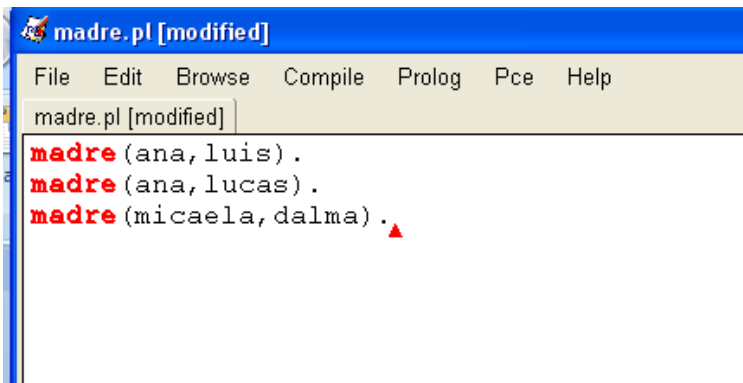 madre.pl [modified]
File Edit Browse Compile Prolog Pce Help
madre.pl [modified]
madre(ana,luis).
madre(ana,lucas).
madre(micaela,dalma).